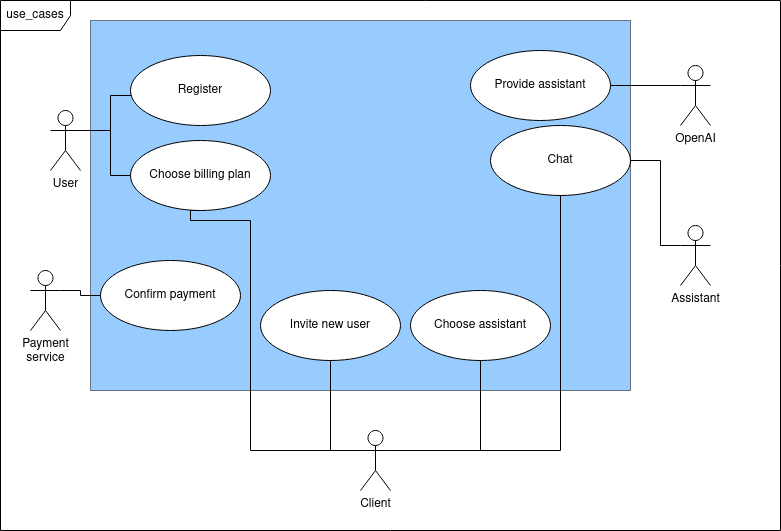 use_cases
Register
Provide assistant
User
OpenAI
Choose billing plan
Chat
Confirm payment
Assistant
Payment
service
Invite new user
Choose assistant
Client